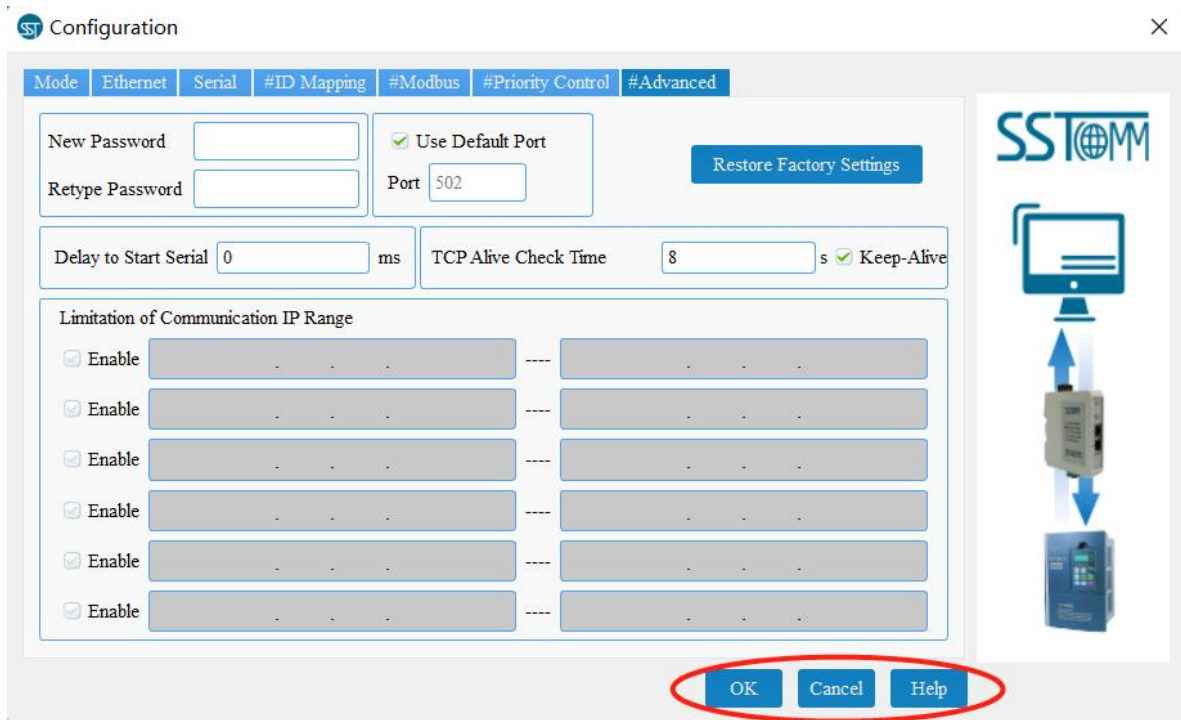 SST Configuration
Mode Ethernet Serial #ID Mapping #Modbus #Priority Control #Advanced
New Password
Retype Password
Use Default Port
Port 502
Restore Factory Settings
Delay to Start Serial 0 ms
TCP Alive Check Time 8 s Keep-Alive
Limitation of Communication IP Range
Enable . . . ---- . . .
Enable . . . ---- . . .
Enable . . . ---- . . .
Enable . . . ---- . . .
Enable . . . ---- . . .
Enable . . . ---- . . .
OK Cancel Help
SSTCOMM